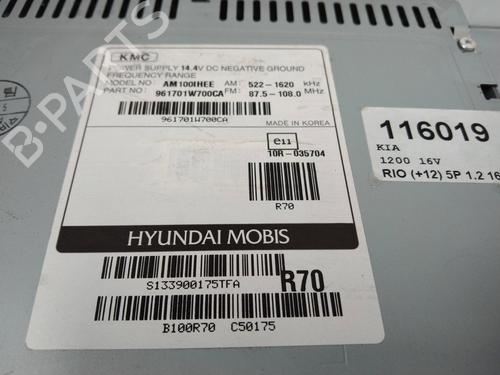 KMC
POWER SUPPLY 14.4V DC NEGATIVE GROUND
FREQUENCY RANGE
MODEL NO : AM100IHEE AM : 522-1620 kHz
PART NO : 961701W700CA FM : 87.5-108.0 MHz
961701W700CA
MADE IN KOREA
e11
10R-035704
R70
HYUNDAI MOBIS
S133900175TFA
R70
B100R70 C50175
116019
KIA
1200 16V
RIO (+12) 5P 1.2 16
B-PARTS